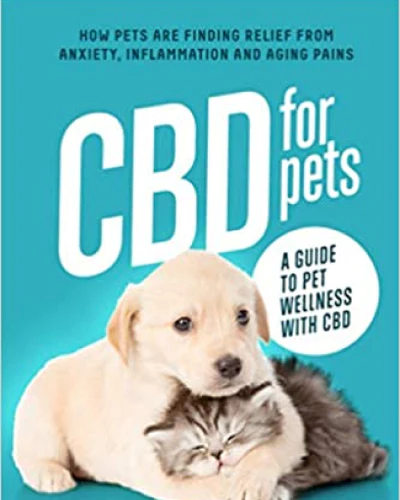 HOW PETS ARE FINDING RELIEF FROM
ANXIETY, INFLAMMATION AND AGING PAINS
CBD
for
pets
A GUIDE
TO PET
WELLNESS
WITH CBD